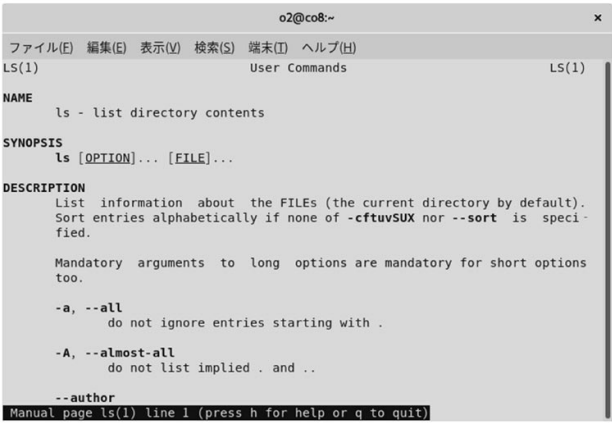 o2@co8:~ ×
ファイル(F) 編集(E) 表示(V) 検索(S) 端末(T) ヘルプ(H)
LS(1) User Commands LS(1)
NAME
ls - list directory contents
SYNOPSIS
ls [OPTION]... [FILE]...
DESCRIPTION
List information about the FILEs (the current directory by default).
Sort entries alphabetically if none of -cftuvSUX nor --sort is speci‐
fied.
Mandatory arguments to long options are mandatory for short options
too.
-a, --all
do not ignore entries starting with .
-A, --almost-all
do not list implied . and ..
--author
Manual page ls(1) line 1 (press h for help or q to quit)